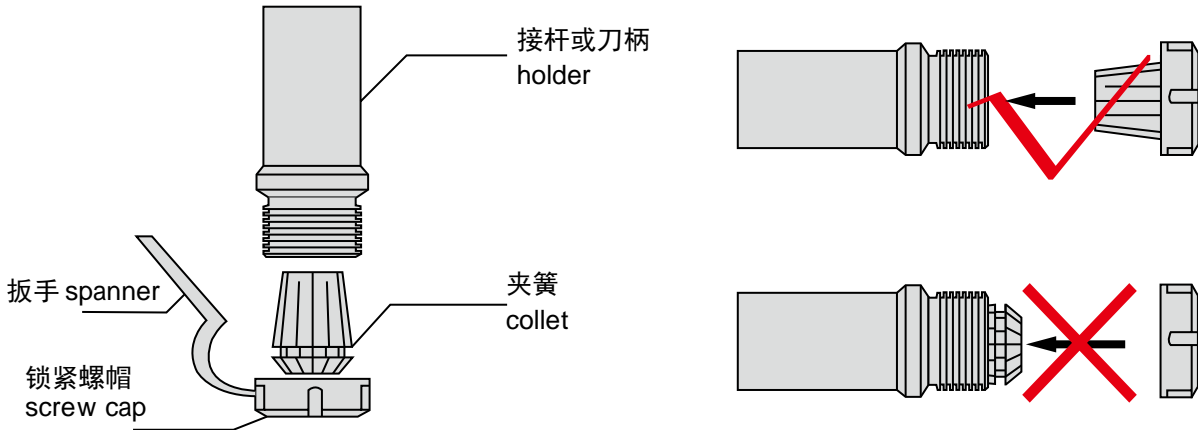 接杆或刀柄
holder
扳手 spanner
夹簧
collet
锁紧螺帽
screw cap